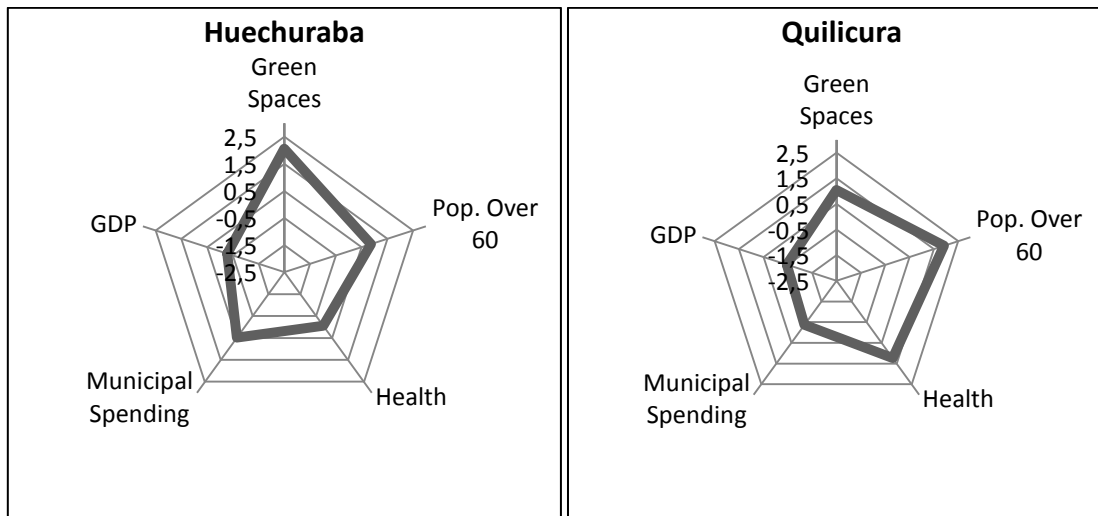 Huechuraba
Green
Spaces
2,5
1,5
0,5
-0,5
-1,5
-2,5
GDP
Pop. Over
60
Municipal
Spending
Health
Quilicura
Green
Spaces
2,5
1,5
0,5
-0,5
-1,5
-2,5
GDP
Pop. Over
60
Municipal
Spending
Health